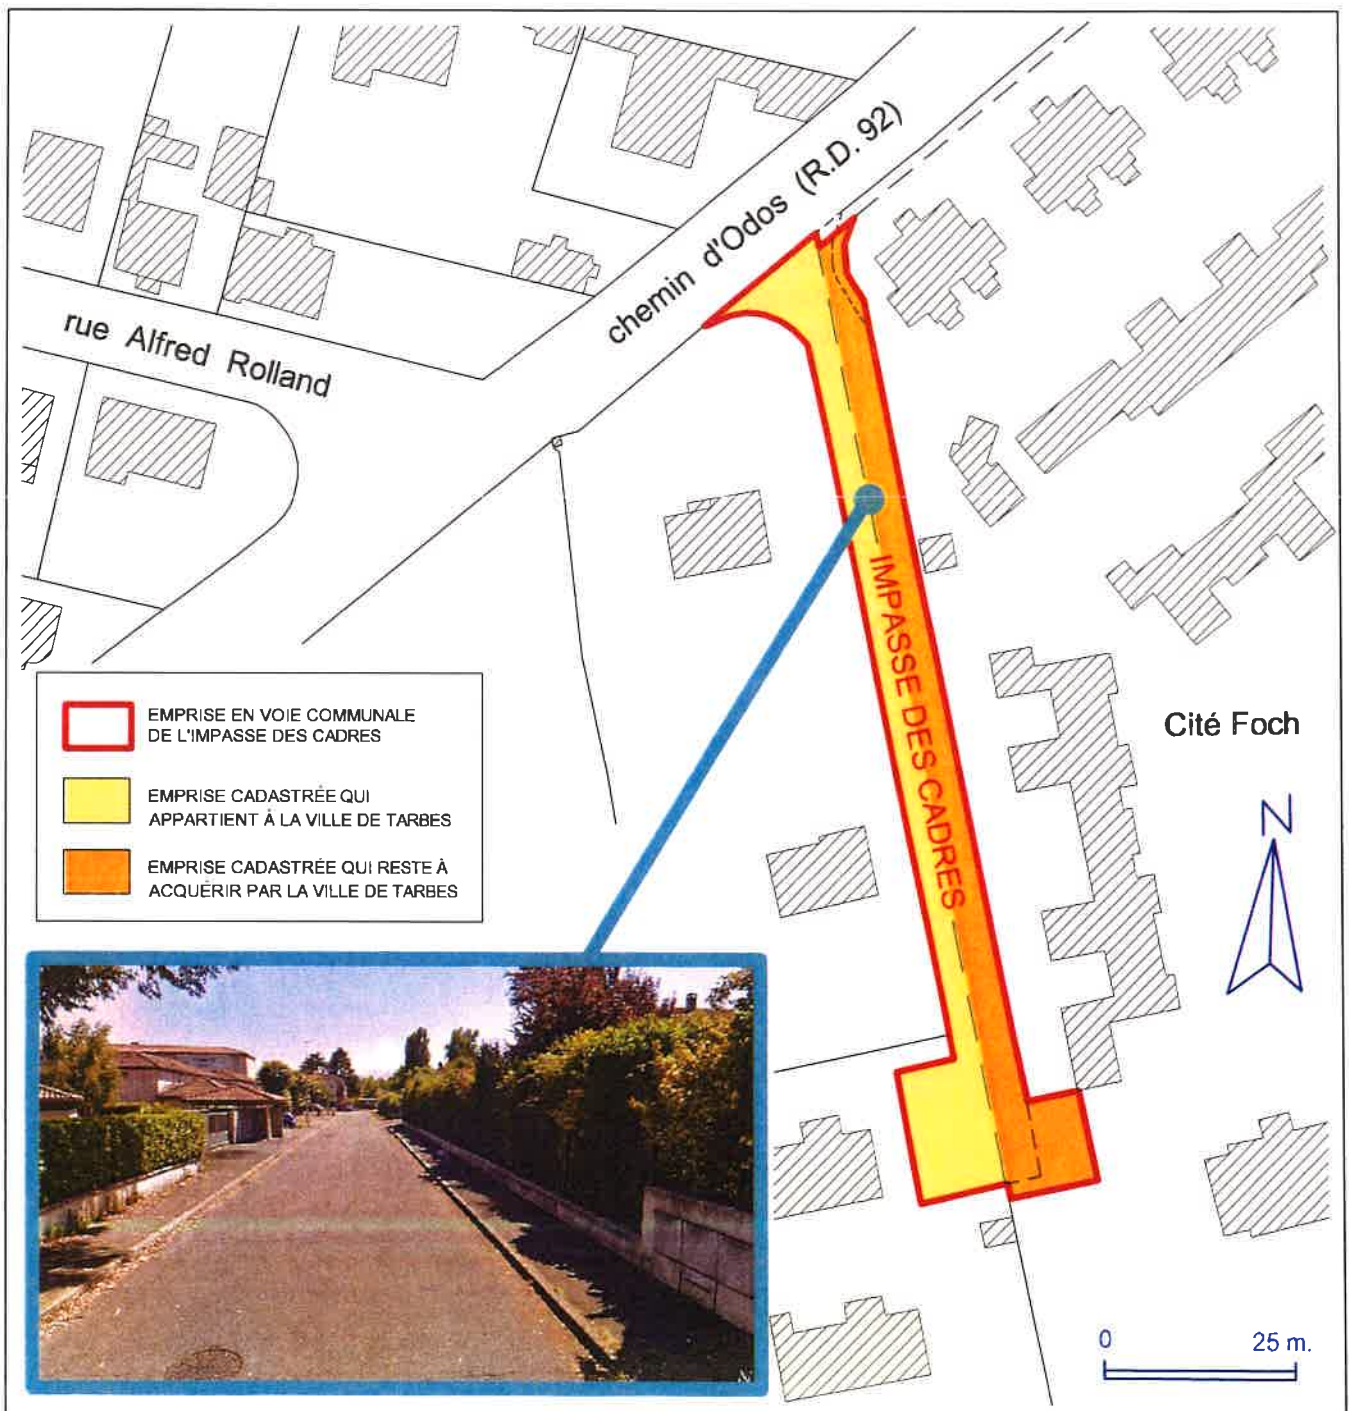 chemin d'Odos (R.D. 92)
rue Alfred Rolland
IMPASSE DES CADRES
EMPRISE EN VOIE COMMUNALE
DE L'IMPASSE DES CADRES
EMPRISE CADASTRÉE QUI
APPARTIENT À LA VILLE DE TARBES
EMPRISE CADASTRÉE QUI RESTE À
ACQUÉRIR PAR LA VILLE DE TARBES
Cité Foch
N
0 25 m.